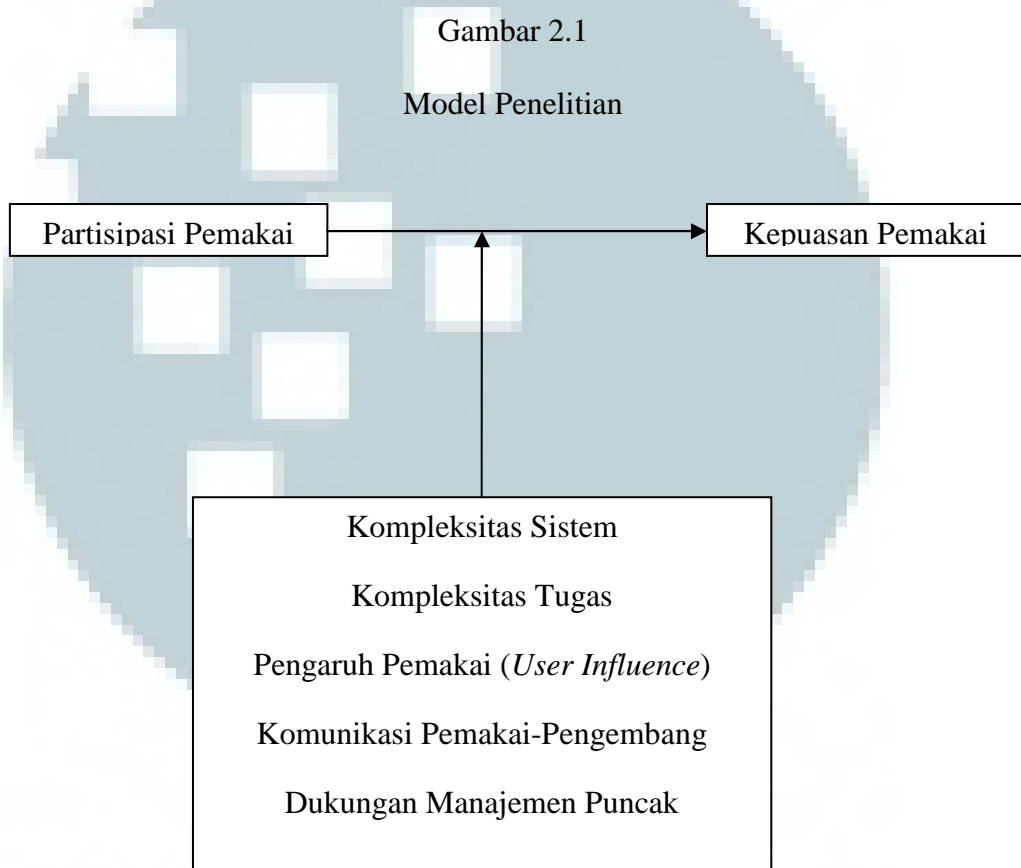 Gambar 2.1
Model Penelitian
Partisipasi Pemakai
Kepuasan Pemakai
Kompleksitas Sistem
Kompleksitas Tugas
Pengaruh Pemakai (User Influence)
Komunikasi Pemakai-Pengembang
Dukungan Manajemen Puncak